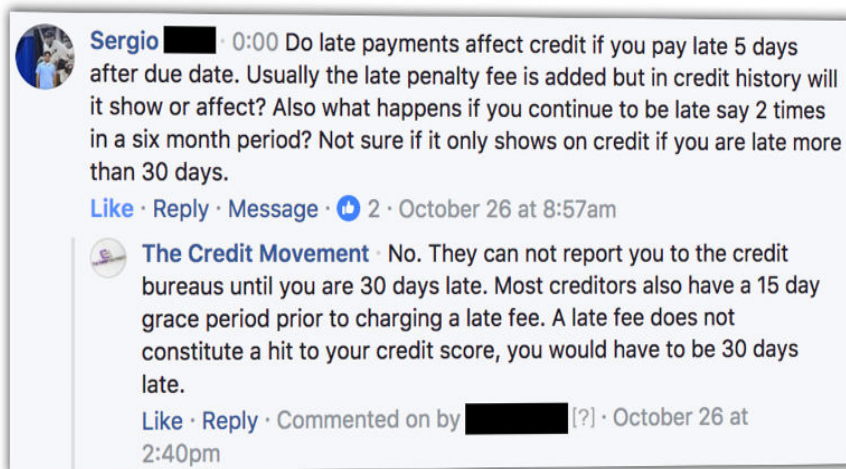 Sergio · 0:00 Do late payments affect credit if you pay late 5 days
after due date. Usually the late penalty fee is added but in credit history will
it show or affect? Also what happens if you continue to be late say 2 times
in a six month period? Not sure if it only shows on credit if you are late more
than 30 days.
Like · Reply · Message · 2 · October 26 at 8:57am
The Credit Movement · No. They can not report you to the credit
bureaus until you are 30 days late. Most creditors also have a 15 day
grace period prior to charging a late fee. A late fee does not
constitute a hit to your credit score, you would have to be 30 days
late.
Like · Reply · Commented on by [?] · October 26 at
2:40pm